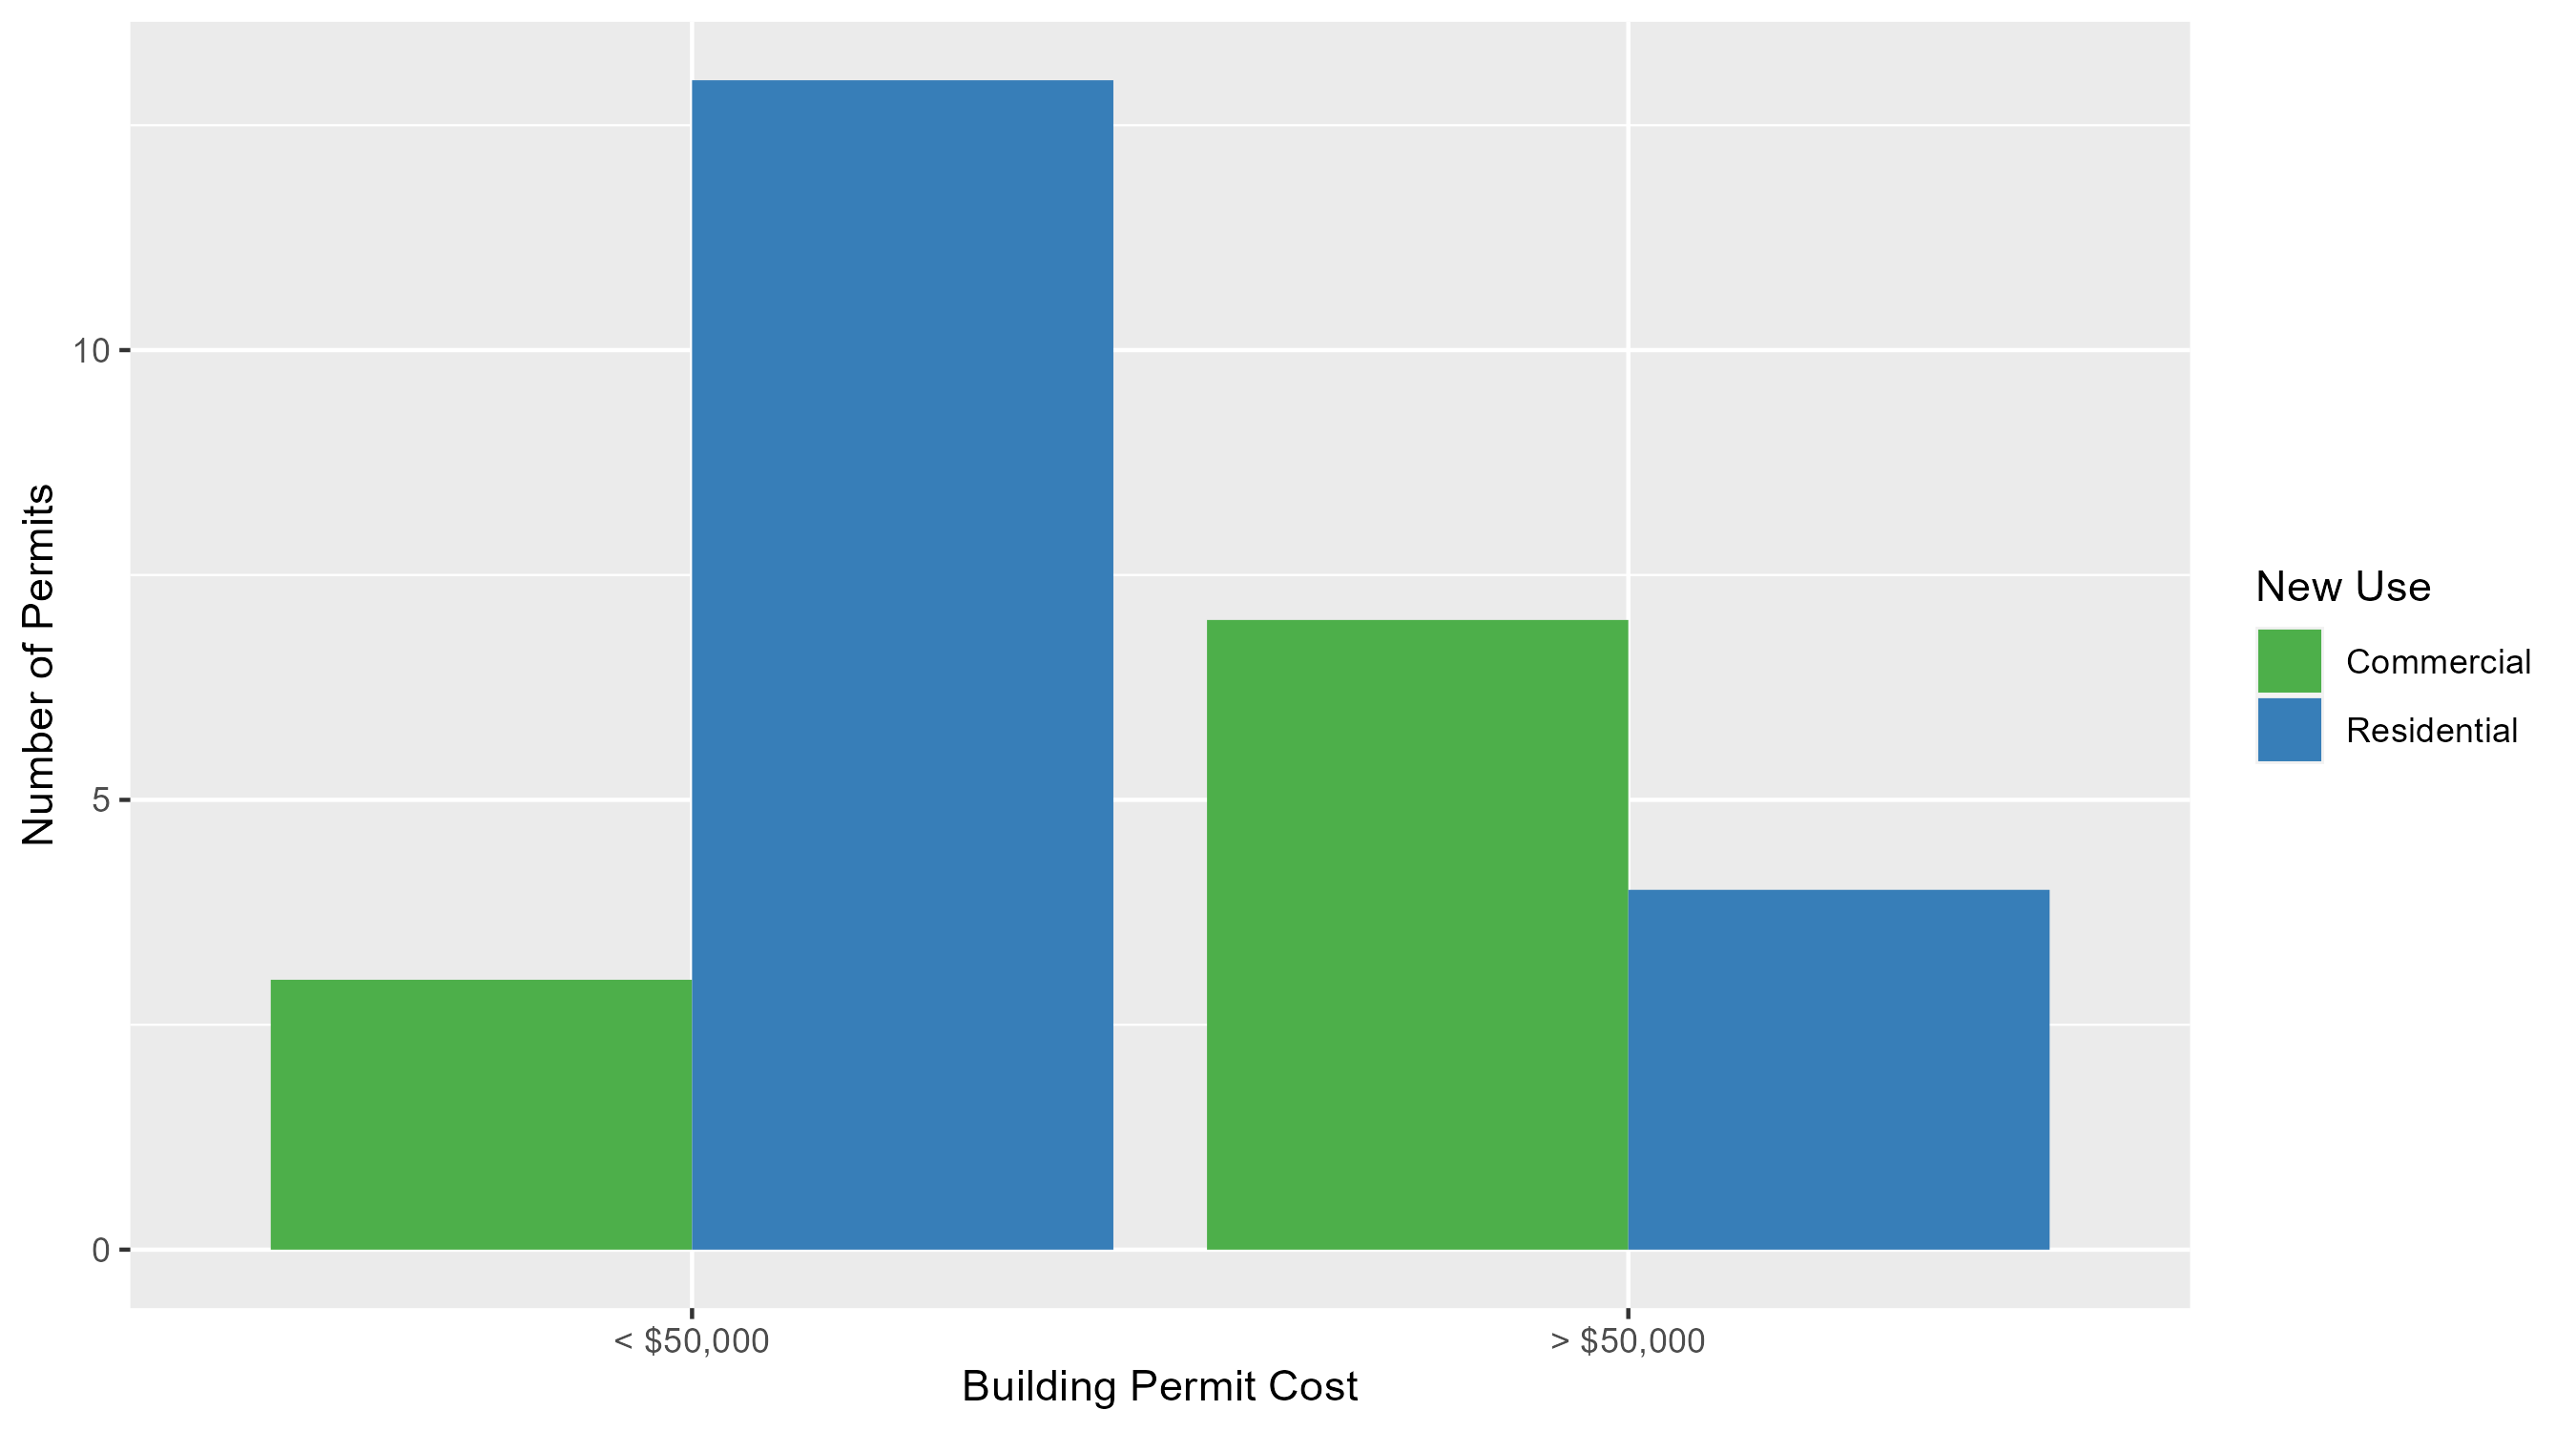 Number of Permits
10
5
0
< $50,000
> $50,000
Building Permit Cost
New Use
Commercial
Residential